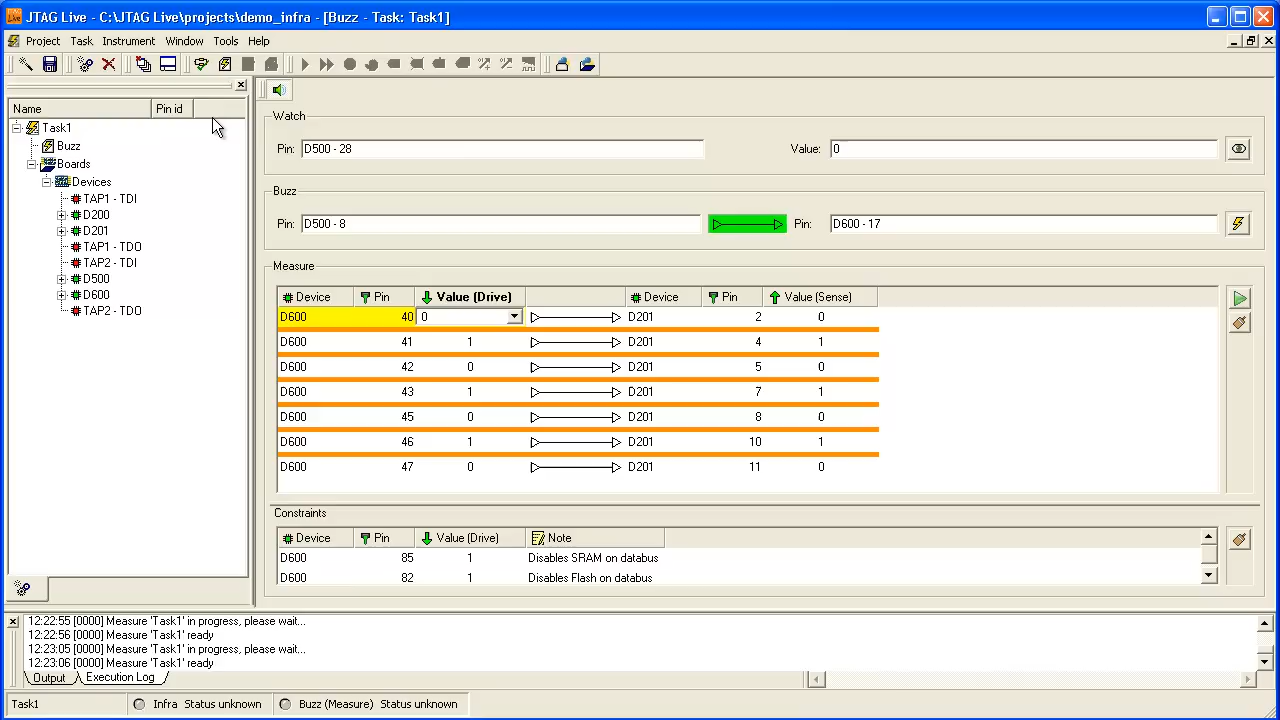 JTAG Live - C:\JTAG Live\projects\demo_infra - [Buzz - Task: Task1]
Project Task Instrument Window Tools Help
Name Pin id
Task1
Buzz
Boards
Devices
TAP1 - TDI
D200
D201
TAP1 - TDO
TAP2 - TDI
D500
D600
TAP2 - TDO
Watch
Pin: D500 - 28 Value: 0
Buzz
Pin: D500 - 8 Pin: D600 - 17
Measure
Device Pin Value (Drive) Device Pin Value (Sense)
D600 40 0 D201 2 0
D600 41 1 D201 4 1
D600 42 0 D201 5 0
D600 43 1 D201 7 1
D600 45 0 D201 8 0
D600 46 1 D201 10 1
D600 47 0 D201 11 0
Constraints
Device Pin Value (Drive) Note
D600 85 1 Disables SRAM on databus
D600 82 1 Disables Flash on databus
12:22:55 [0000] Measure 'Task1' in progress, please wait...
12:22:56 [0000] Measure 'Task1' ready
12:23:05 [0000] Measure 'Task1' in progress, please wait...
12:23:06 [0000] Measure 'Task1' ready
Output Execution Log
Task1 Infra Status unknown Buzz (Measure) Status unknown